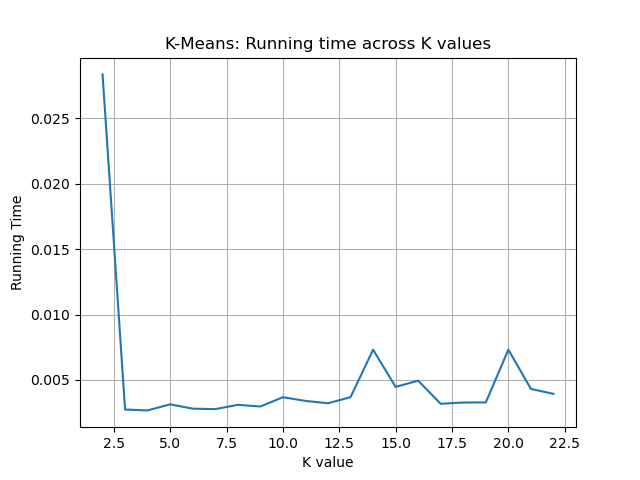 K-Means: Running time across K values
0.025
0.020
0.015
0.010
0.005
Running Time
2.5 5.0 7.5 10.0 12.5 15.0 17.5 20.0 22.5
K value